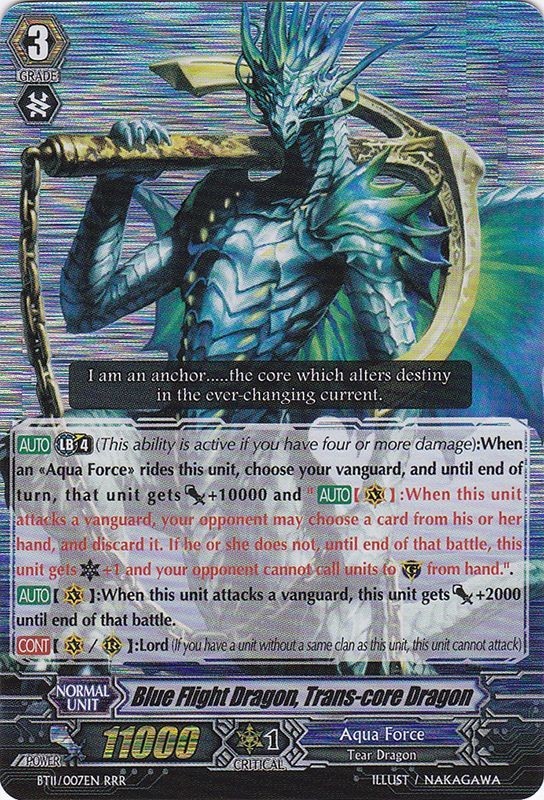 3
GRADE
I am an anchor.....the core which alters destiny
in the ever-changing current.
AUTO LB4 (This ability is active if you have four or more damage):When
an «Aqua Force» rides this unit, choose your vanguard, and until end of
turn, that unit gets +10000 and "AUTO [ V ] :When this unit
attacks a vanguard, your opponent may choose a card from his or her
hand, and discard it. If he or she does not, until end of that battle, this
unit gets +1 and your opponent cannot call units to G from hand.".
AUTO [ V ] :When this unit attacks a vanguard, this unit gets +2000
until end of that battle.
CONT [ V / R ] :Lord (If you have a unit without a same clan as this unit, this unit cannot attack)
NORMAL
UNIT
Blue Flight Dragon, Trans-core Dragon
POWER 11000
1
CRITICAL
Aqua Force
Tear Dragon
BT11/007EN RRR
ILLUST / NAKAGAWA